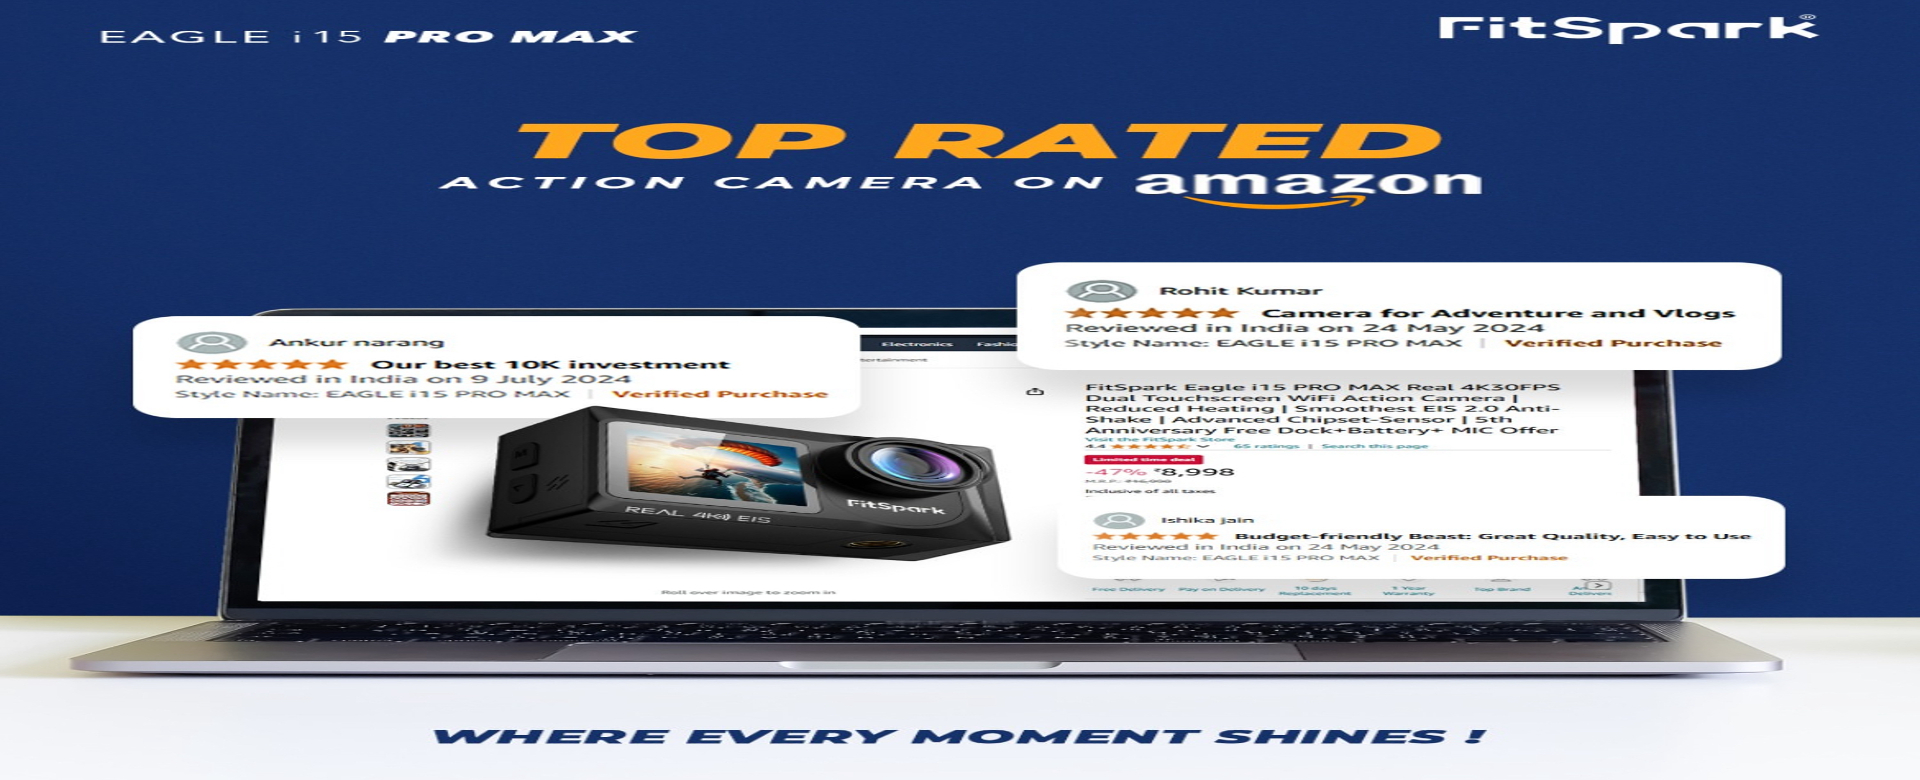 EAGLE i15 PRO MAX
FitSpark®
TOP RATED
ACTION CAMERA ON amazon
Rohit Kumar
Camera for Adventure and Vlogs
Reviewed in India on 24 May 2024
Style Name: EAGLE i15 PRO MAX | Verified Purchase
Ankur narang
Our best 10K investment
Reviewed in India on 9 July 2024
Style Name: EAGLE i15 PRO MAX | Verified Purchase
Electronics Fashio
FitSpark Eagle i15 PRO MAX Real 4K30FPS
Dual Touchscreen WiFi Action Camera |
Reduced Heating | Smoothest EIS 2.0 Anti-
Shake | Advanced Chipset-Sensor | 5th
Anniversary Free Dock+Battery+ MIC Offer
Visit the FitSpark Store
4.4 65 ratings | Search this page
Limited time deal
-47% ₹8,998
M.R.P.:
Inclusive of all taxes
FitSpark
REAL 4K EIS
Ishika jain
Budget-friendly Beast: Great Quality, Easy to Use
Reviewed in India on 24 May 2024
Style Name: EAGLE i15 PRO MAX | Verified Purchase
Free Delivery Pay on Delivery 10 days Replacement 1 Year Warranty Top Brand
Roll over image to zoom in
WHERE EVERY MOMENT SHINES !